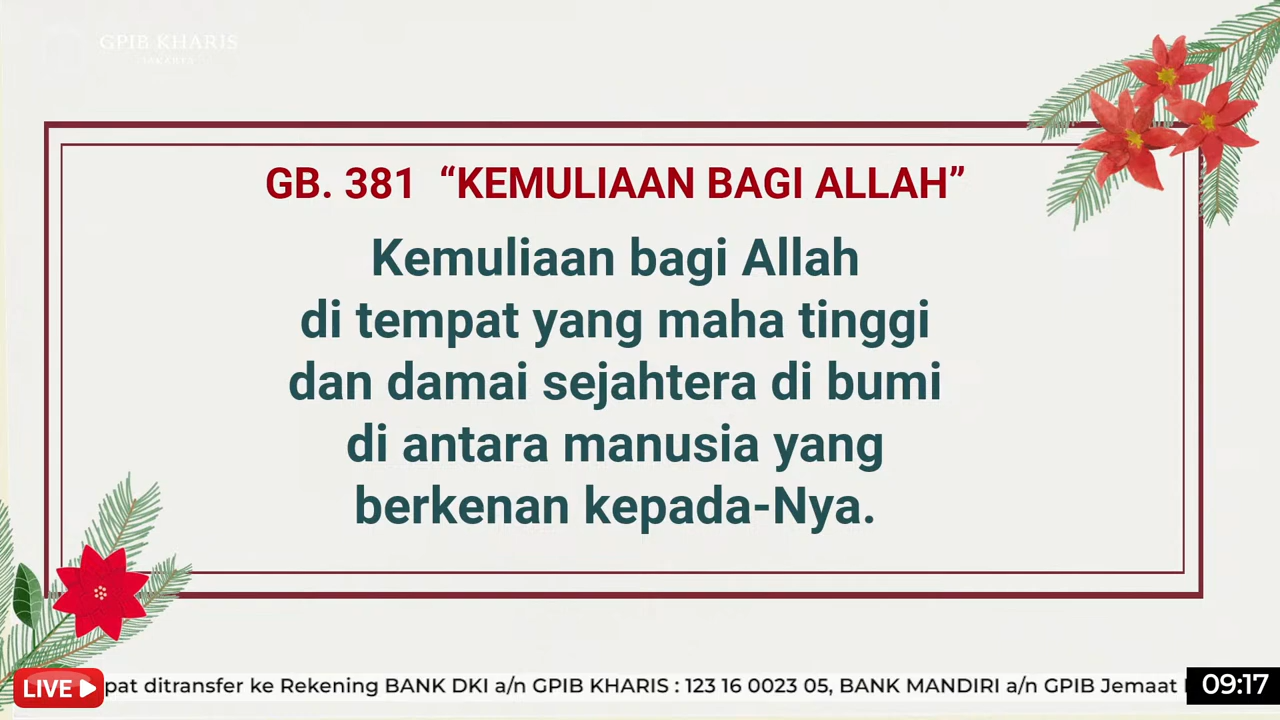 GPIB KHARIS
JAKARTA
GB. 381 “KEMULIAAN BAGI ALLAH”
Kemuliaan bagi Allah
di tempat yang maha tinggi
dan damai sejahtera di bumi
di antara manusia yang
berkenan kepada-Nya.
LIVE
pat ditransfer ke Rekening BANK DKI a/n GPIB KHARIS : 123 16 0023 05, BANK MANDIRI a/n GPIB Jemaat
09:17